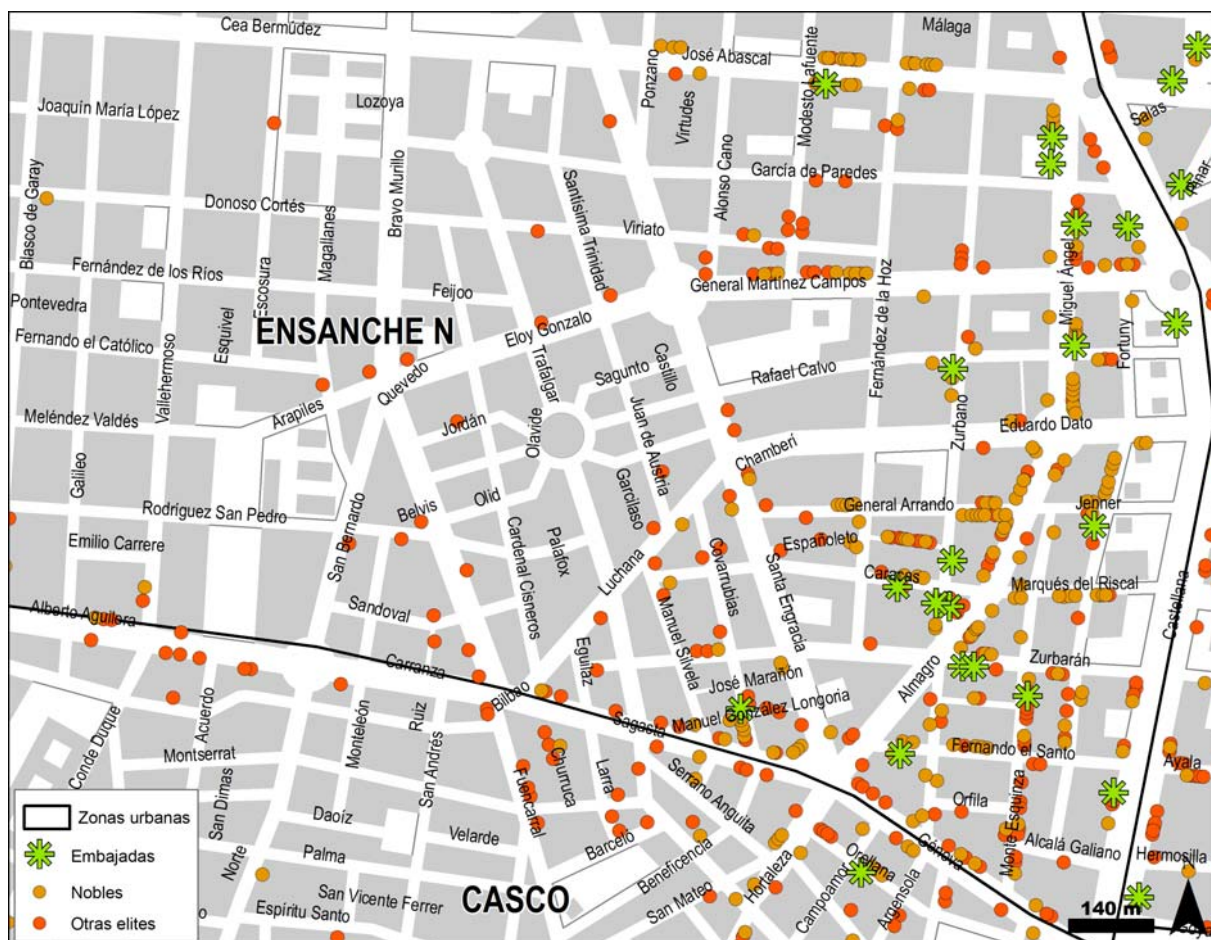 Cea Bermúdez
Málaga
José Abascal
Ponzano
Modesto Lafuente
Lozoya
Joaquín María López
Virtudes
Salas
García de Paredes
Alonso Cano
Blasco de Garay
Donoso Cortés
Magallanes
Bravo Murillo
Santísima Trinidad
Viriato
Fernández de los Ríos
Escosura
Feijoo
General Martínez Campos
Miguel Ángel
Fernández de la Hoz
Pontevedra
Esquivel
ENSANCHE N
Eloy Gonzalo
Fortuny
Fernando el Católico
Vallehermoso
Quevedo
Trafalgar
Sagunto
Castillo
Rafael Calvo
Zurbano
Meléndez Valdés
Arapiles
Jordán
Olavide
Juan de Austria
Eduardo Dato
Galileo
Garcilaso
Chamberí
Rodríguez San Pedro
Belvis
Olid
General Arrando
Jenner
Emilio Carrere
San Bernardo
Cardenal Cisneros
Palafox
Luchana
Covarrubias
Santa Engracia
Españoleto
Caracas
Marqués del Riscal
Castellana
Alberto Aguilera
Sandoval
Manuel Silvela
Eguilaz
Carranza
José Marañón
Almagro
Zurbarán
Bilbao
Manuel González Longoria
Conde Duque
Acuerdo
Ruiz
Sagasta
Fernando el Santo
Montserrat
Monteleón
San Andrés
Churruca
Larra
Serrano Anguita
Ayala
San Dimas
Fuencarral
Orfila
Monte Esquinza
Daoíz
Velarde
Barceló
Génova
Alcalá Galiano
Hermosilla
Norte
Palma
Beneficencia
Hortaleza
Orellana
San Vicente Ferrer
CASCO
San Mateo
Campoamor
Argensola
Espíritu Santo
Zonas urbanas
Embajadas
Nobles
Otras elites
N
140 m